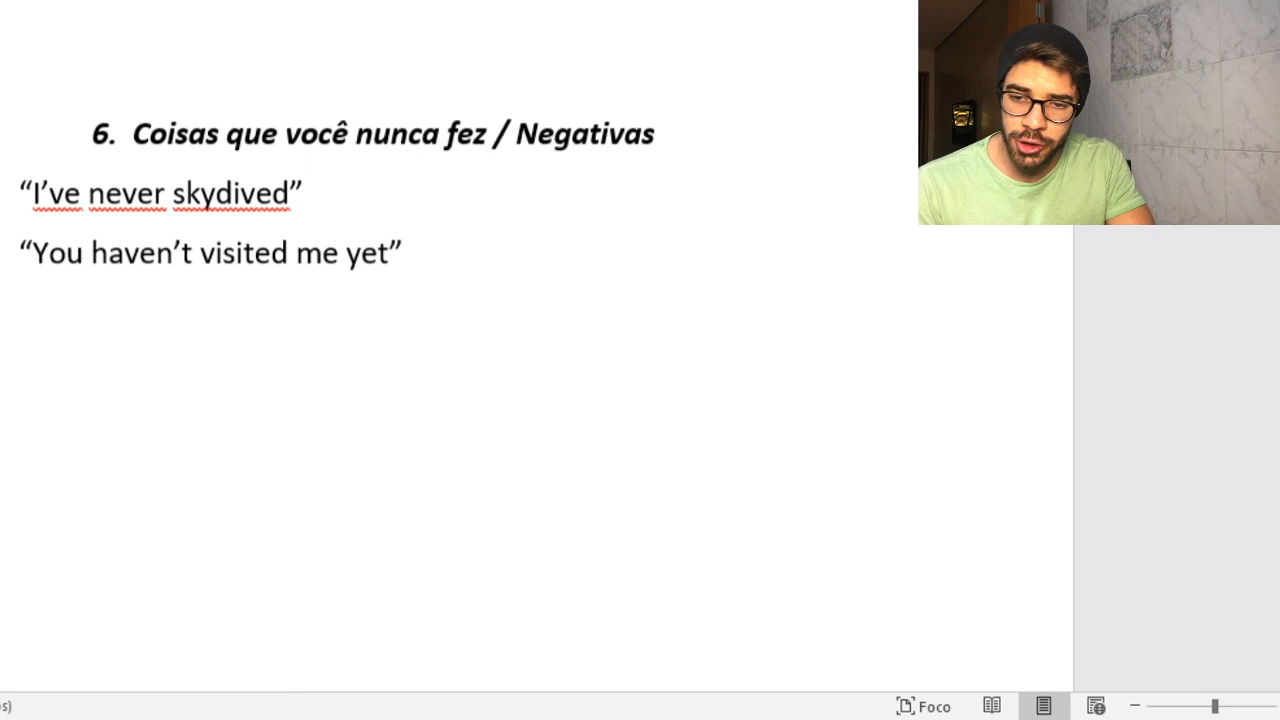 6. Coisas que você nunca fez / Negativas
“I’ve never skydived”
“You haven’t visited me yet”
s)
Foco